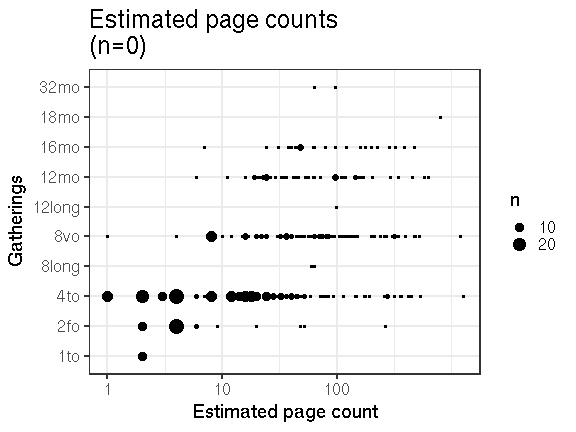 Estimated page counts
(n=0)
32mo
18mo
16mo
12mo
12long
8vo
8long
4to
2fo
1to
Gatherings
1
10
100
Estimated page count
n
10
20